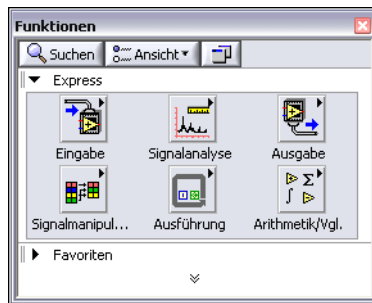 Funktionen
Suchen Ansicht
Express
Eingabe Signalanalyse Ausgabe
Signalmanipul... Ausführung Arithmetik/Vgl.
Favoriten